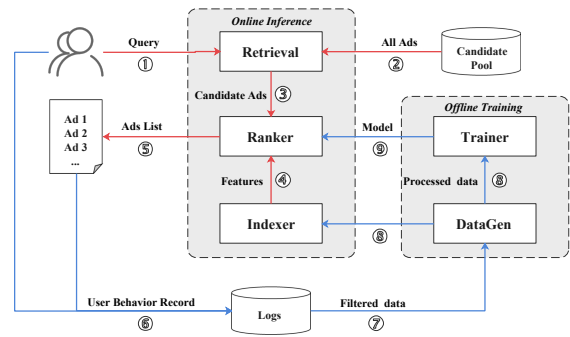 Online Inference
Query
①
Retrieval
All Ads
②
Candidate
Pool
Candidate Ads
③
Offline Training
Ad 1
Ad 2
Ad 3
...
Ads List
⑤
Ranker
Model
⑨
Trainer
Features
④
Processed data
⑧
Indexer
⑧
DataGen
User Behavior Record
⑥
Logs
Filtered data
⑦